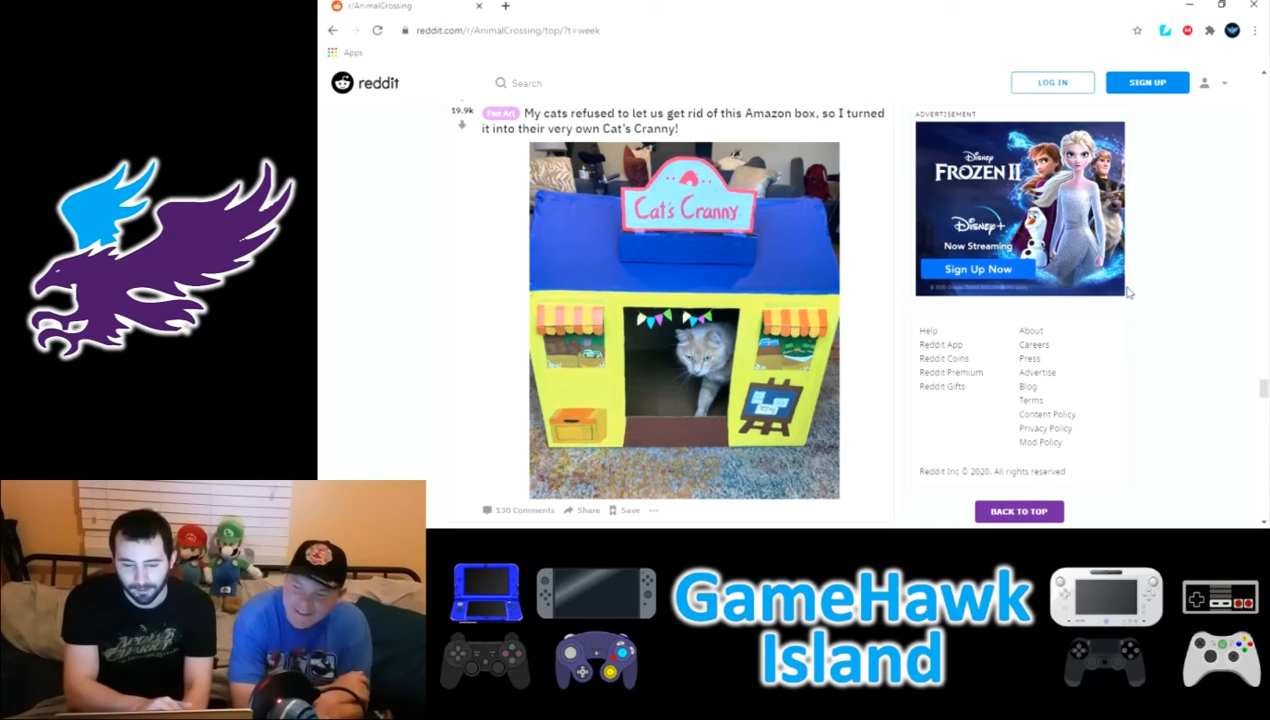 r/AnimalCrossing
reddit.com/r/AnimalCrossing/top/?t=week
Apps
reddit
Search
LOG IN
SIGN UP
19.9k
Fan Art
My cats refused to let us get rid of this Amazon box, so I turned
it into their very own Cat's Cranny!
Cat's Cranny
130 Comments
Share
Save
ADVERTISEMENT
Disney
FROZEN II
Disney+
Now Streaming
Sign Up Now
Help
About
Reddit App
Careers
Reddit Coins
Press
Reddit Premium
Advertise
Reddit Gifts
Blog
Terms
Content Policy
Privacy Policy
Mod Policy
Reddit Inc © 2020. All rights reserved
BACK TO TOP
GameHawk
Island